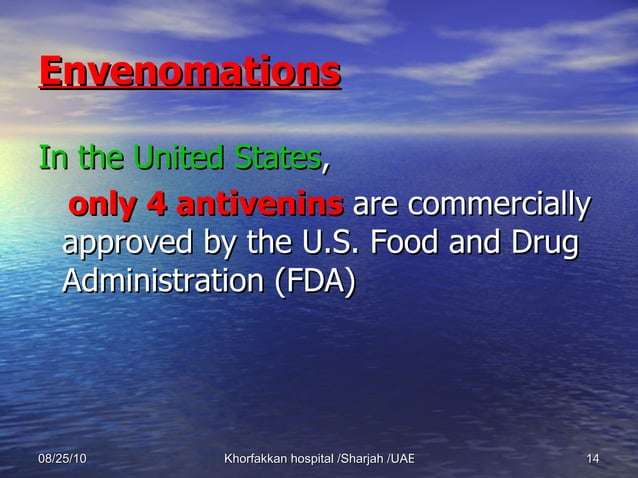 Envenomations
In the United States,
only 4 antivenins are commercially
approved by the U.S. Food and Drug
Administration (FDA)
08/25/10 Khorfakkan hospital /Sharjah /UAE 14